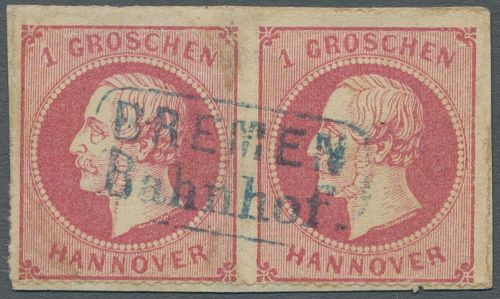 1 GROSCHEN 1 GROSCHEN
BREMEN
Bahnhof.
HANNOVER HANNOVER